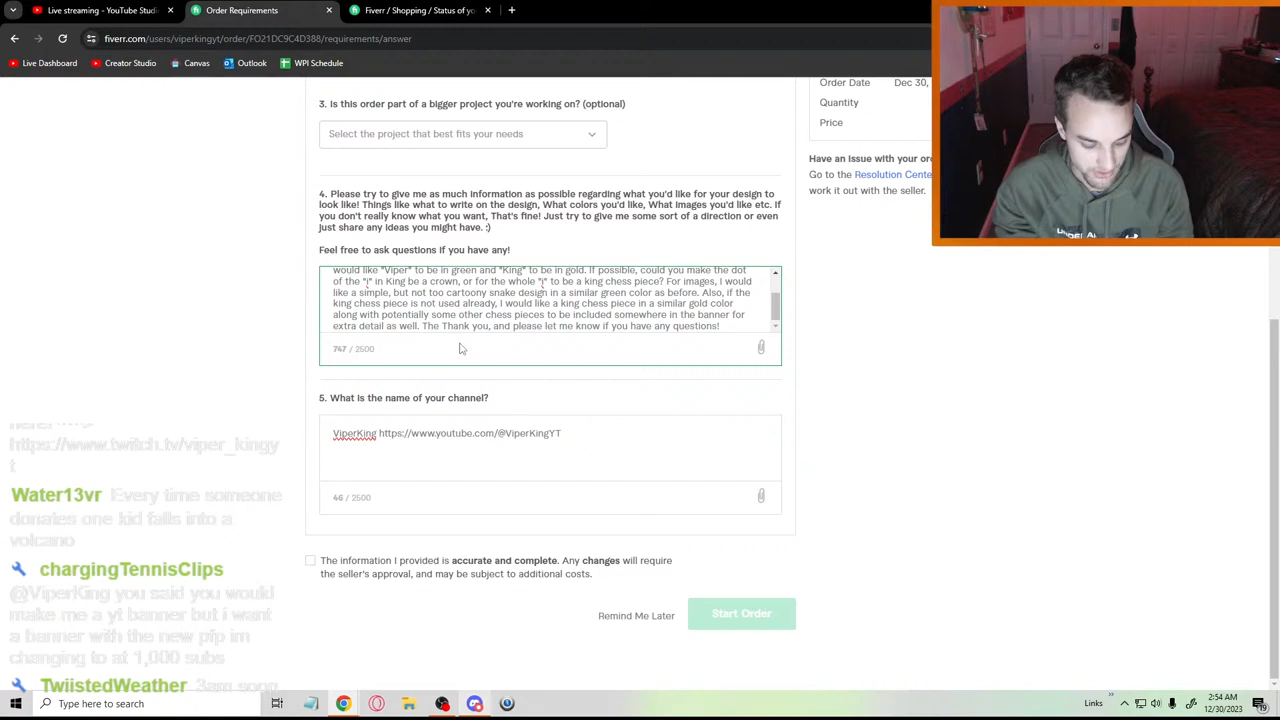 Live streaming - YouTube Studio
Order Requirements
Fiverr / Shopping / Status of yo
fiverr.com/users/viperkingyt/order/FO21DC9C4D388/requirements/answer
Live Dashboard
Creator Studio
Canvas
Outlook
WPI Schedule
3. Is this order part of a bigger project you're working on? (optional)
Select the project that best fits your needs
4. Please try to give me as much information as possible regarding what you'd like for your design to
look like! Things like what to write on the design, What colors you'd like, What images you'd like etc. If
you don't really know what you want, That's fine! Just try to give me some sort of a direction or even
just share any ideas you might have. :)
Feel free to ask questions if you have any!
would like "Viper" to be in green and "King" to be in gold. If possible, could you make the dot
of the "i" in King be a crown, or for the whole "i" to be a king chess piece? For images, I would
like a simple, but not too cartoony snake design in a similar green color as before. Also, if the
king chess piece is not used already, I would like a king chess piece in a similar gold color
along with potentially some other chess pieces to be included somewhere in the banner for
extra detail as well. The Thank you, and please let me know if you have any questions!
747 / 2500
5. What is the name of your channel?
ViperKing https://www.youtube.com/@ViperKingYT
46 / 2500
The information I provided is accurate and complete. Any changes will require
the seller's approval, and may be subject to additional costs.
Remind Me Later
Start Order
Order Date Dec 30,
Quantity
Price
Have an issue with your ord
Go to the Resolution Cente
work it out with the seller.
https://www.twitch.tv/viper_kingy
t
Water13vr Every time someone
donates one kid falls into a
volcano
chargingTennisClips
@ViperKing you said you would
make me a yt banner but i want
a banner with the new pfp im
changing to at 1,000 subs
TwiistedWeather 3am soon
Type here to search
Links
2:54 AM
12/30/2023
19